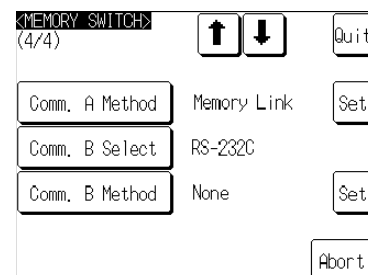 <MEMORY SWITCH>
(4/4)
Quit
Comm. A Method Memory Link Set
Comm. B Select RS-232C
Comm. B Method None Set
Abort